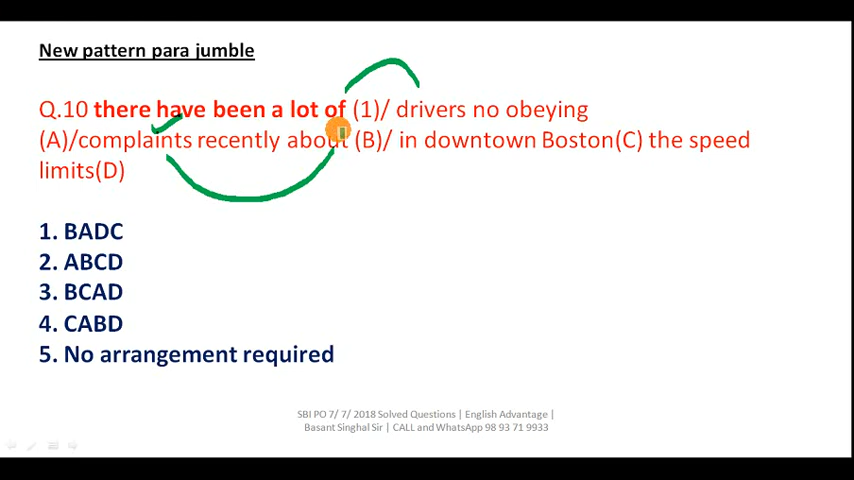 New pattern para jumble
Q.10 there have been a lot of (1)/ drivers no obeying
(A)/complaints recently about (B)/ in downtown Boston(C) the speed
limits(D)
1. BADC
2. ABCD
3. BCAD
4. CABD
5. No arrangement required
SBI PO 7/ 7/ 2018 Solved Questions | English Advantage |
Basant Singhal Sir | CALL and WhatsApp 98 93 71 9933